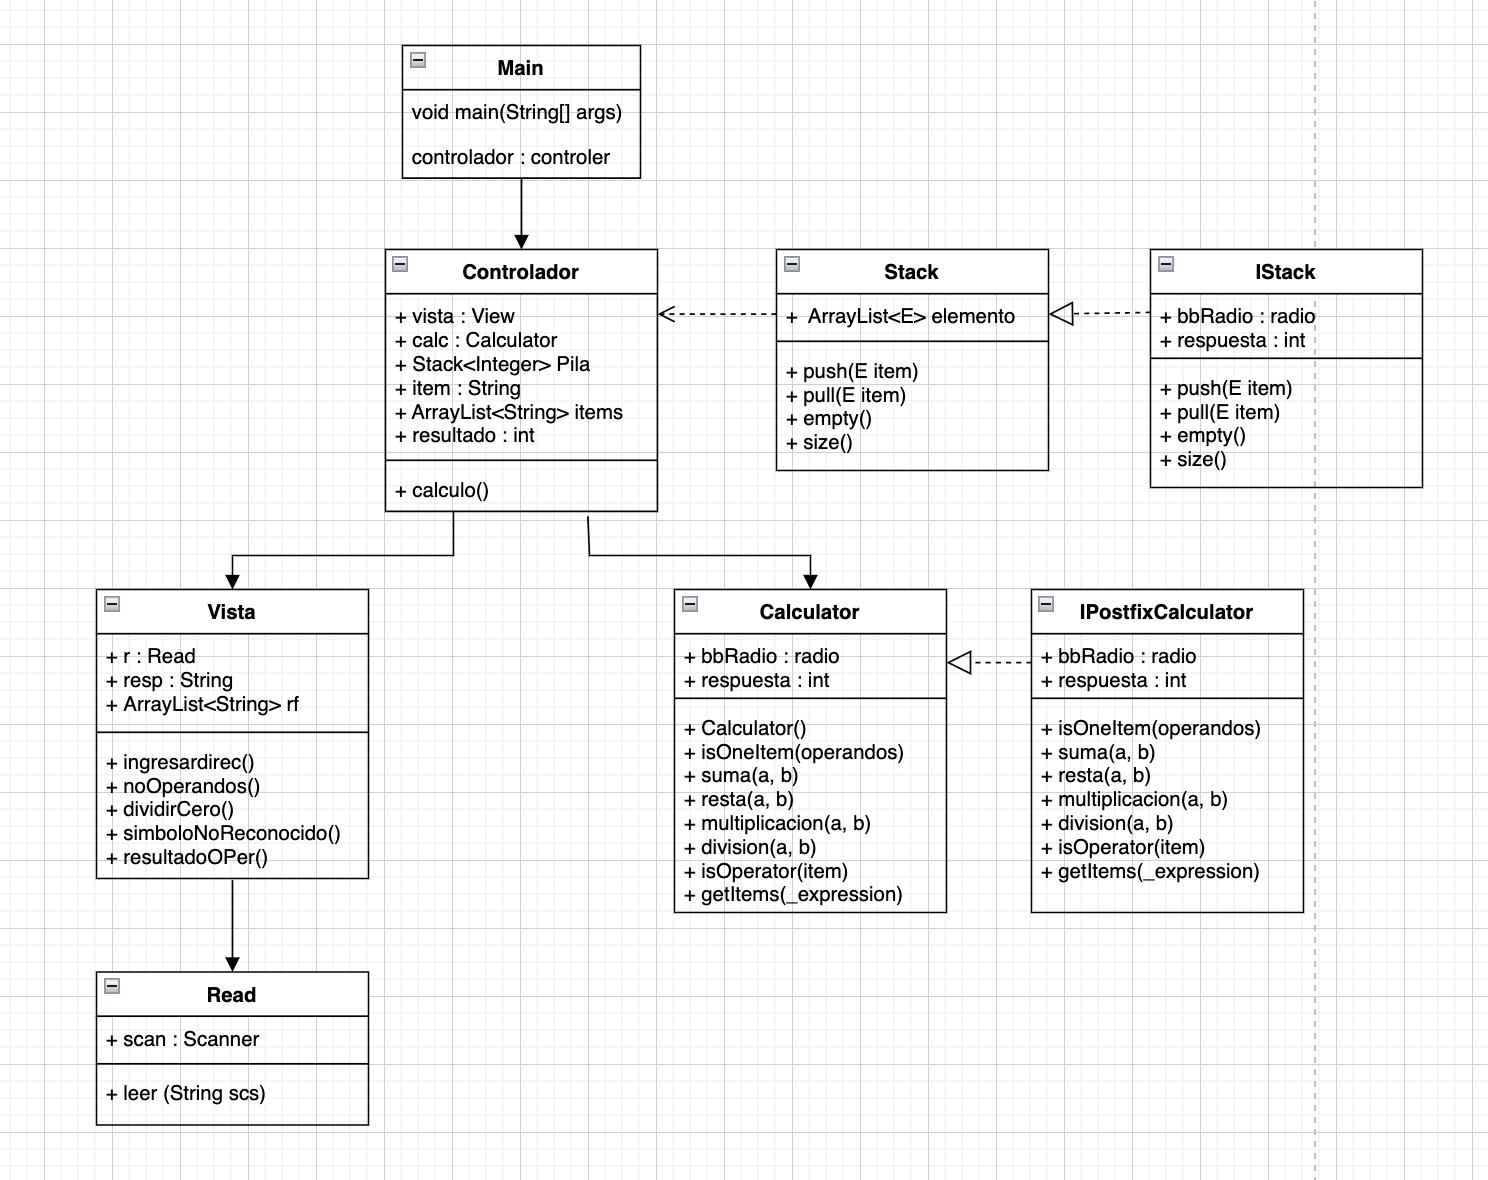 Main
void main(String[] args)
controlador : controler
Controlador
+ vista : View
+ calc : Calculator
+ Stack<Integer> Pila
+ item : String
+ ArrayList<String> items
+ resultado : int
+ calculo()
Stack
+  ArrayList<E> elemento
+ push(E item)
+ pull(E item)
+ empty()
+ size()
IStack
+ bbRadio : radio
+ respuesta : int
+ push(E item)
+ pull(E item)
+ empty()
+ size()
Vista
+ r : Read
+ resp : String
+ ArrayList<String> rf
+ ingresardirec()
+ noOperandos()
+ dividirCero()
+ simboloNoReconocido()
+ resultadoOPer()
Calculator
+ bbRadio : radio
+ respuesta : int
+ Calculator()
+ isOneItem(operandos)
+ suma(a, b)
+ resta(a, b)
+ multiplicacion(a, b)
+ division(a, b)
+ isOperator(item)
+ getItems(_expression)
IPostfixCalculator
+ bbRadio : radio
+ respuesta : int
+ isOneItem(operandos)
+ suma(a, b)
+ resta(a, b)
+ multiplicacion(a, b)
+ division(a, b)
+ isOperator(item)
+ getItems(_expression)
Read
+ scan : Scanner
+ leer (String scs)